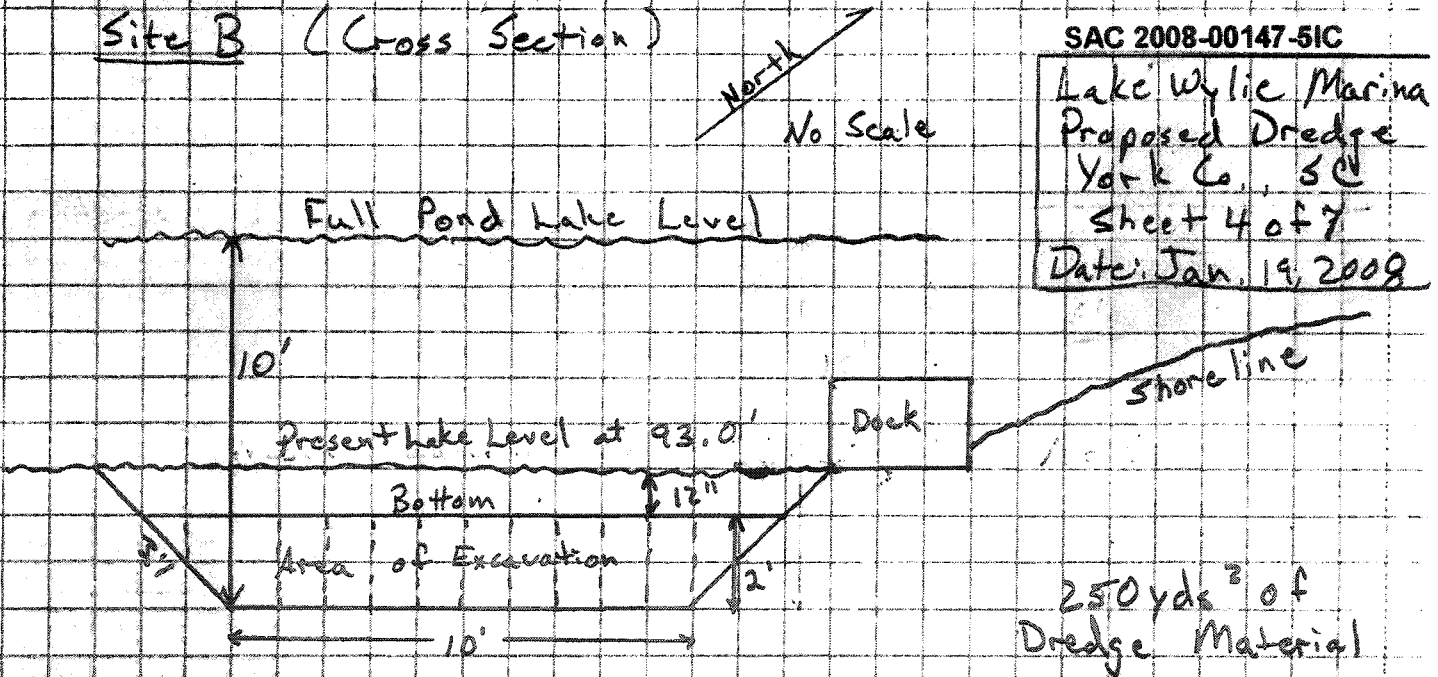 Site B (Cross Section)
North
No Scale
SAC 2008-00147-5IC
Lake Wylie Marina
Proposed Dredge
York Co., SC
Sheet 4 of 7
Date: Jan. 19, 2008
Full Pond Lake Level
10'
Shoreline
Dock
Present Lake Level at 93.0'
Bottom
12"
Area of Excavation
2'
10'
250 yds³ of
Dredge Material